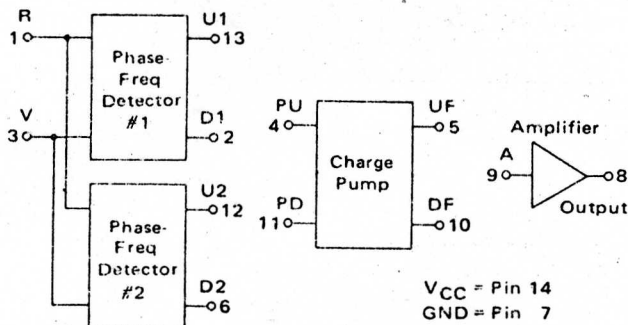 R
1
V
3
Phase-
Freq
Detector
#1
U1
13
D1
2
Phase-
Freq
Detector
#2
U2
12
D2
6
PU
4
PD
11
Charge
Pump
UF
5
DF
10
Amplifier
A
9
8
Output
VCC = Pin 14
GND = Pin 7